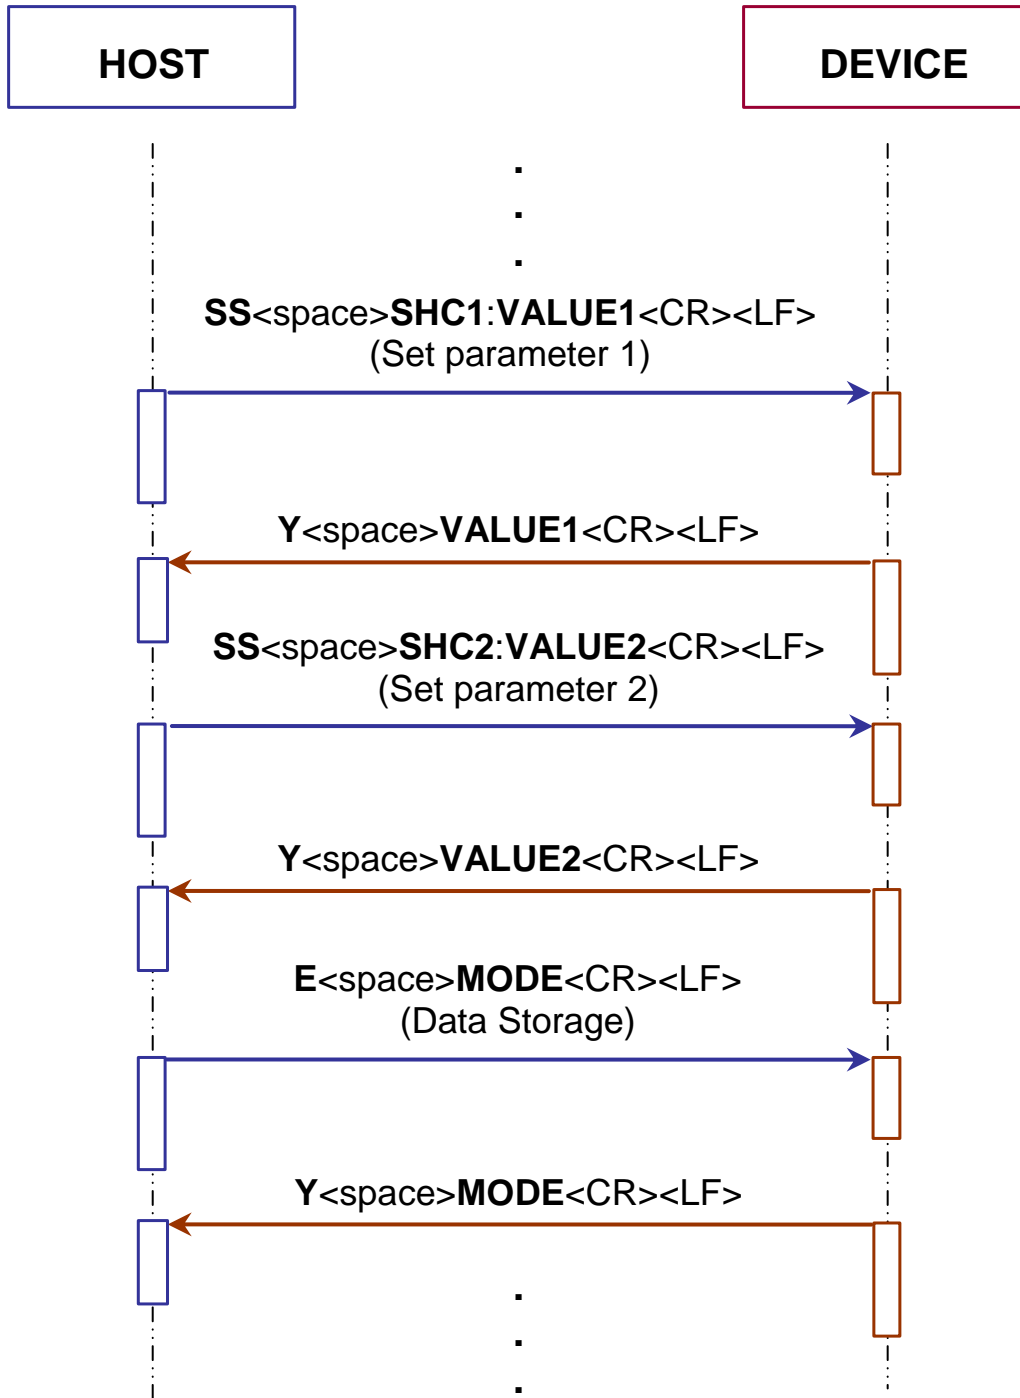 HOST
DEVICE
.
.
.
SS<space>SHC1:VALUE1<CR><LF>
(Set parameter 1)
Y<space>VALUE1<CR><LF>
SS<space>SHC2:VALUE2<CR><LF>
(Set parameter 2)
Y<space>VALUE2<CR><LF>
E<space>MODE<CR><LF>
(Data Storage)
Y<space>MODE<CR><LF>
.
.
.